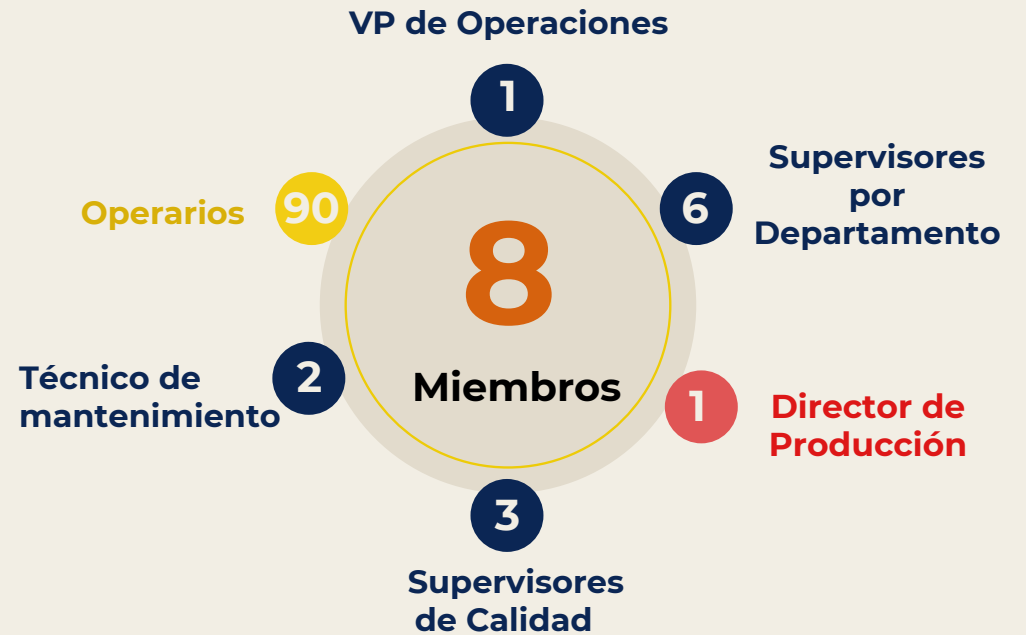 VP de Operaciones
1
Supervisores
por
Departamento
6
Operarios
90
8
Miembros
Técnico de
mantenimiento
2
1
Director de
Producción
3
Supervisores
de Calidad